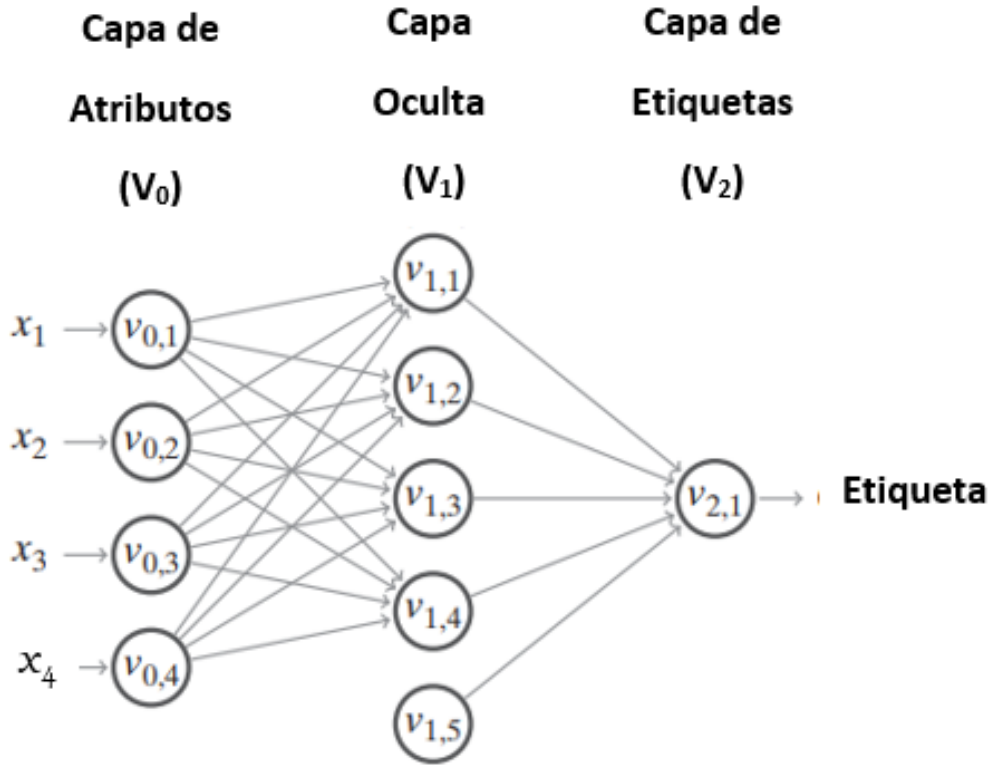 Capa de
Atributos
(V₀)
Capa
Oculta
(V₁)
Capa de
Etiquetas
(V₂)
x₁
v₀,₁
x₂
v₀,₂
x₃
v₀,₃
x₄
v₀,₄
v₁,₁
v₁,₂
v₁,₃
v₁,₄
v₁,₅
v₂,₁
Etiqueta